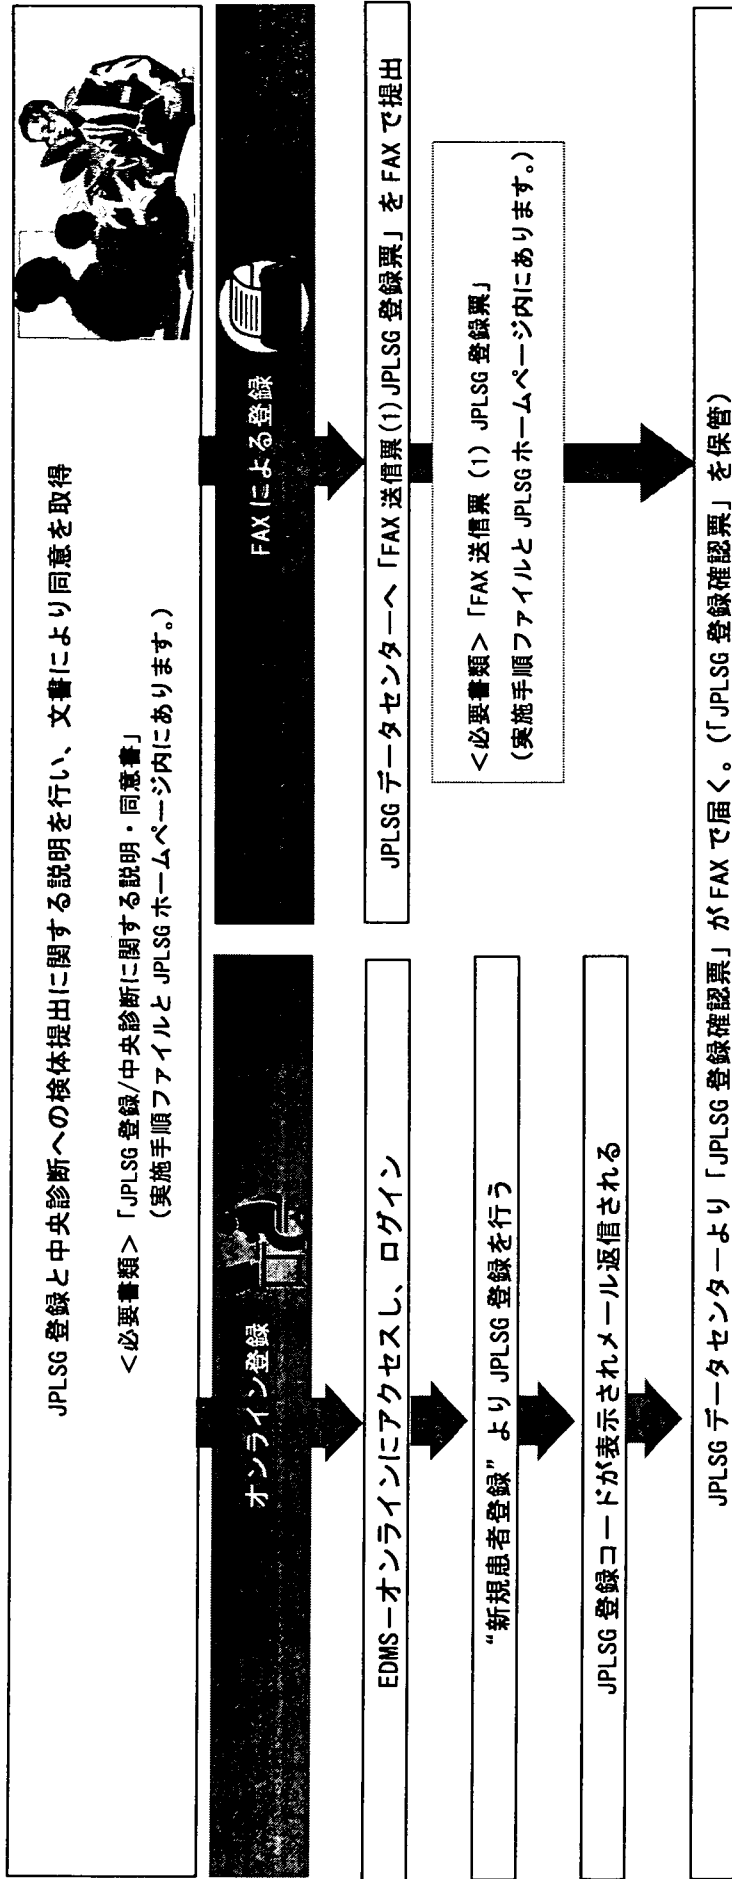 JPLSG 登録と中央診断への検体提出に関する説明を行い、文書により同意を取得
＜必要書類＞「JPLSG 登録/中央診断に関する説明・同意書」
（実施手順ファイルと JPLSG ホームページ内にあります。）
オンライン登録
EDMS－オンラインにアクセスし、ログイン
“新規患者登録” より JPLSG 登録を行う
JPLSG 登録コードが表示されメール返信される
FAX による登録
JPLSG データセンターへ「FAX 送信票(1)JPLSG 登録票」を FAX で提出
＜必要書類＞「FAX 送信票 (1) JPLSG 登録票」
（実施手順ファイルと JPLSG ホームページ内にあります。）
JPLSG データセンターより「JPLSG 登録確認票」が FAX で届く。（「JPLSG 登録確認票」を保管）